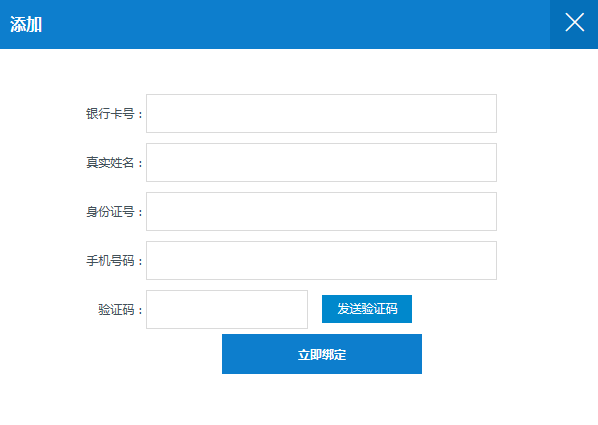 添加
银行卡号：
真实姓名：
身份证号：
手机号码：
验证码： 发送验证码
立即绑定